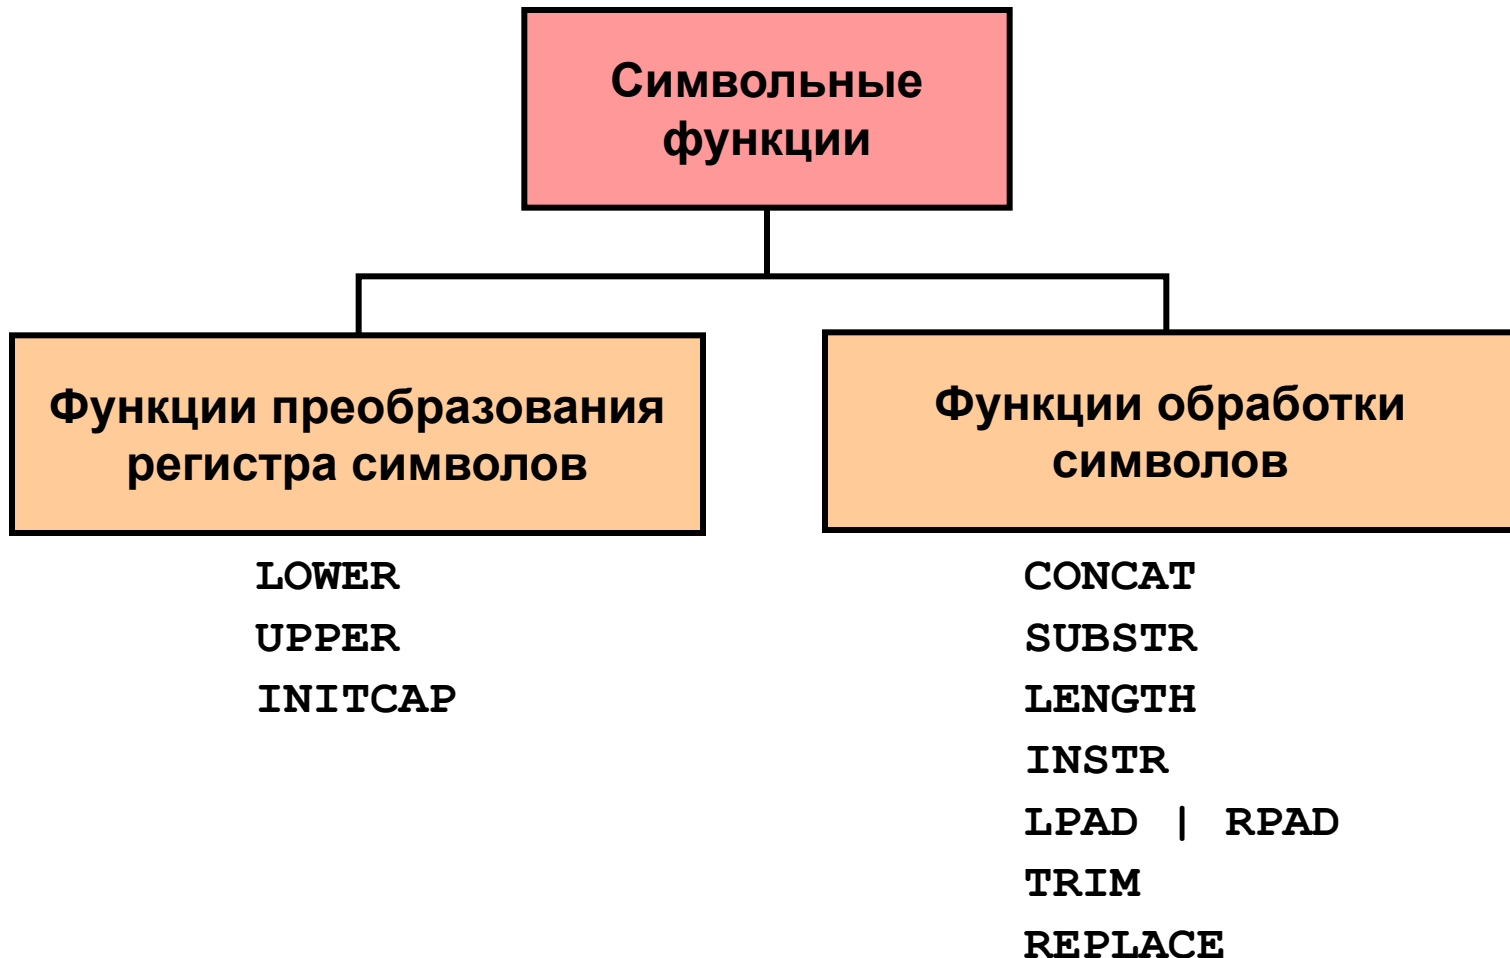 Символьные
функции
Функции преобразования
регистра символов
LOWER
UPPER
INITCAP
Функции обработки
символов
CONCAT
SUBSTR
LENGTH
INSTR
LPAD | RPAD
TRIM
REPLACE